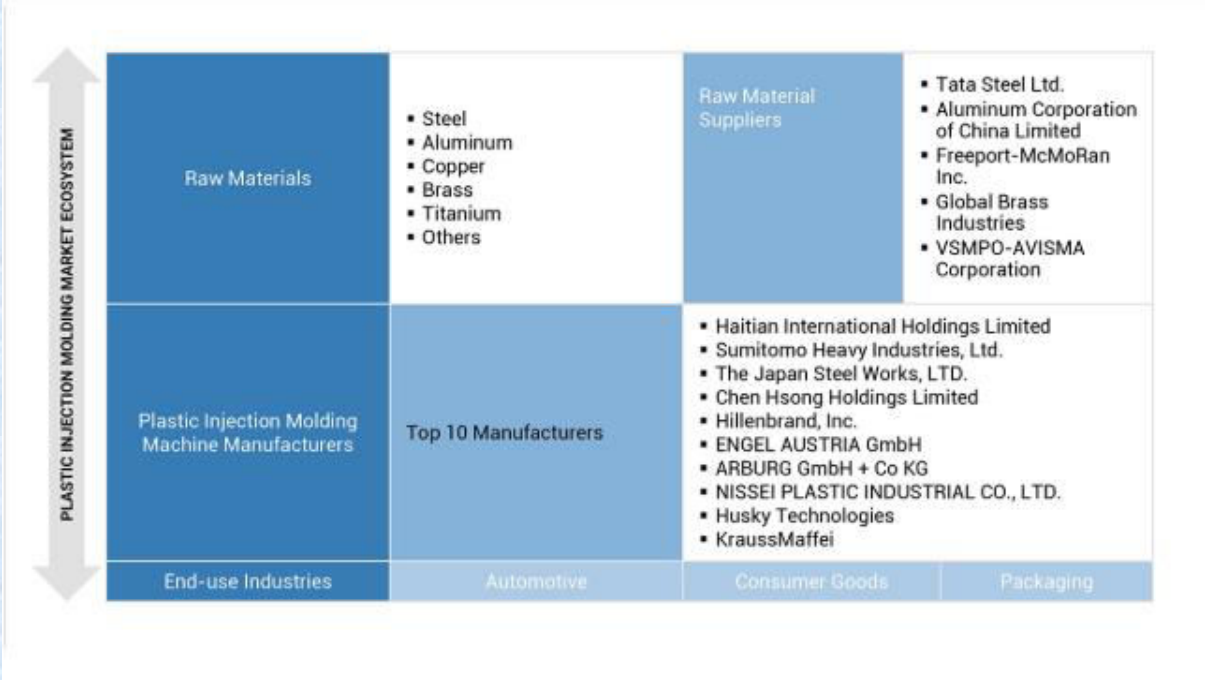 PLASTIC INJECTION MOLDING MARKET ECOSYSTEM
Raw Materials
▪ Steel
▪ Aluminum
▪ Copper
▪ Brass
▪ Titanium
▪ Others
Raw Material
Suppliers
▪ Tata Steel Ltd.
▪ Aluminum Corporation
of China Limited
▪ Freeport-McMoRan
Inc.
▪ Global Brass
Industries
▪ VSMPO-AVISMA
Corporation
Plastic Injection Molding
Machine Manufacturers
Top 10 Manufacturers
▪ Haitian International Holdings Limited
▪ Sumitomo Heavy Industries, Ltd.
▪ The Japan Steel Works, LTD.
▪ Chen Hsong Holdings Limited
▪ Hillenbrand, Inc.
▪ ENGEL AUSTRIA GmbH
▪ ARBURG GmbH + Co KG
▪ NISSEI PLASTIC INDUSTRIAL CO., LTD.
▪ Husky Technologies
▪ KraussMaffei
End-use Industries
Automotive
Consumer Goods
Packaging